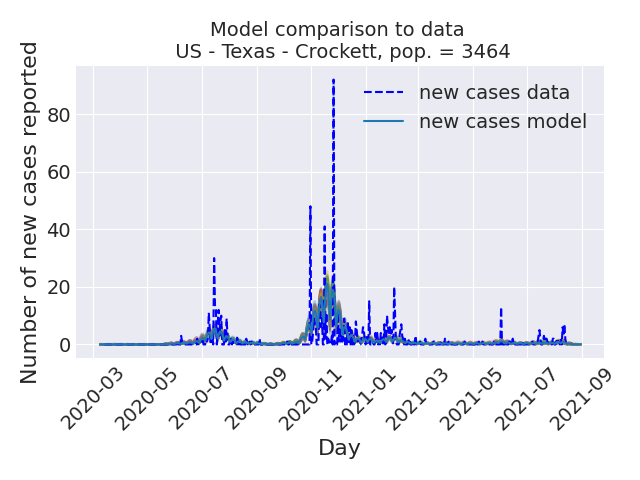 Model comparison to data
US - Texas - Crockett, pop. = 3464
Number of new cases reported
80
60
40
20
0
new cases data
new cases model
2020-03
2020-05
2020-07
2020-09
2020-11
2021-01
2021-03
2021-05
2021-07
2021-09
Day